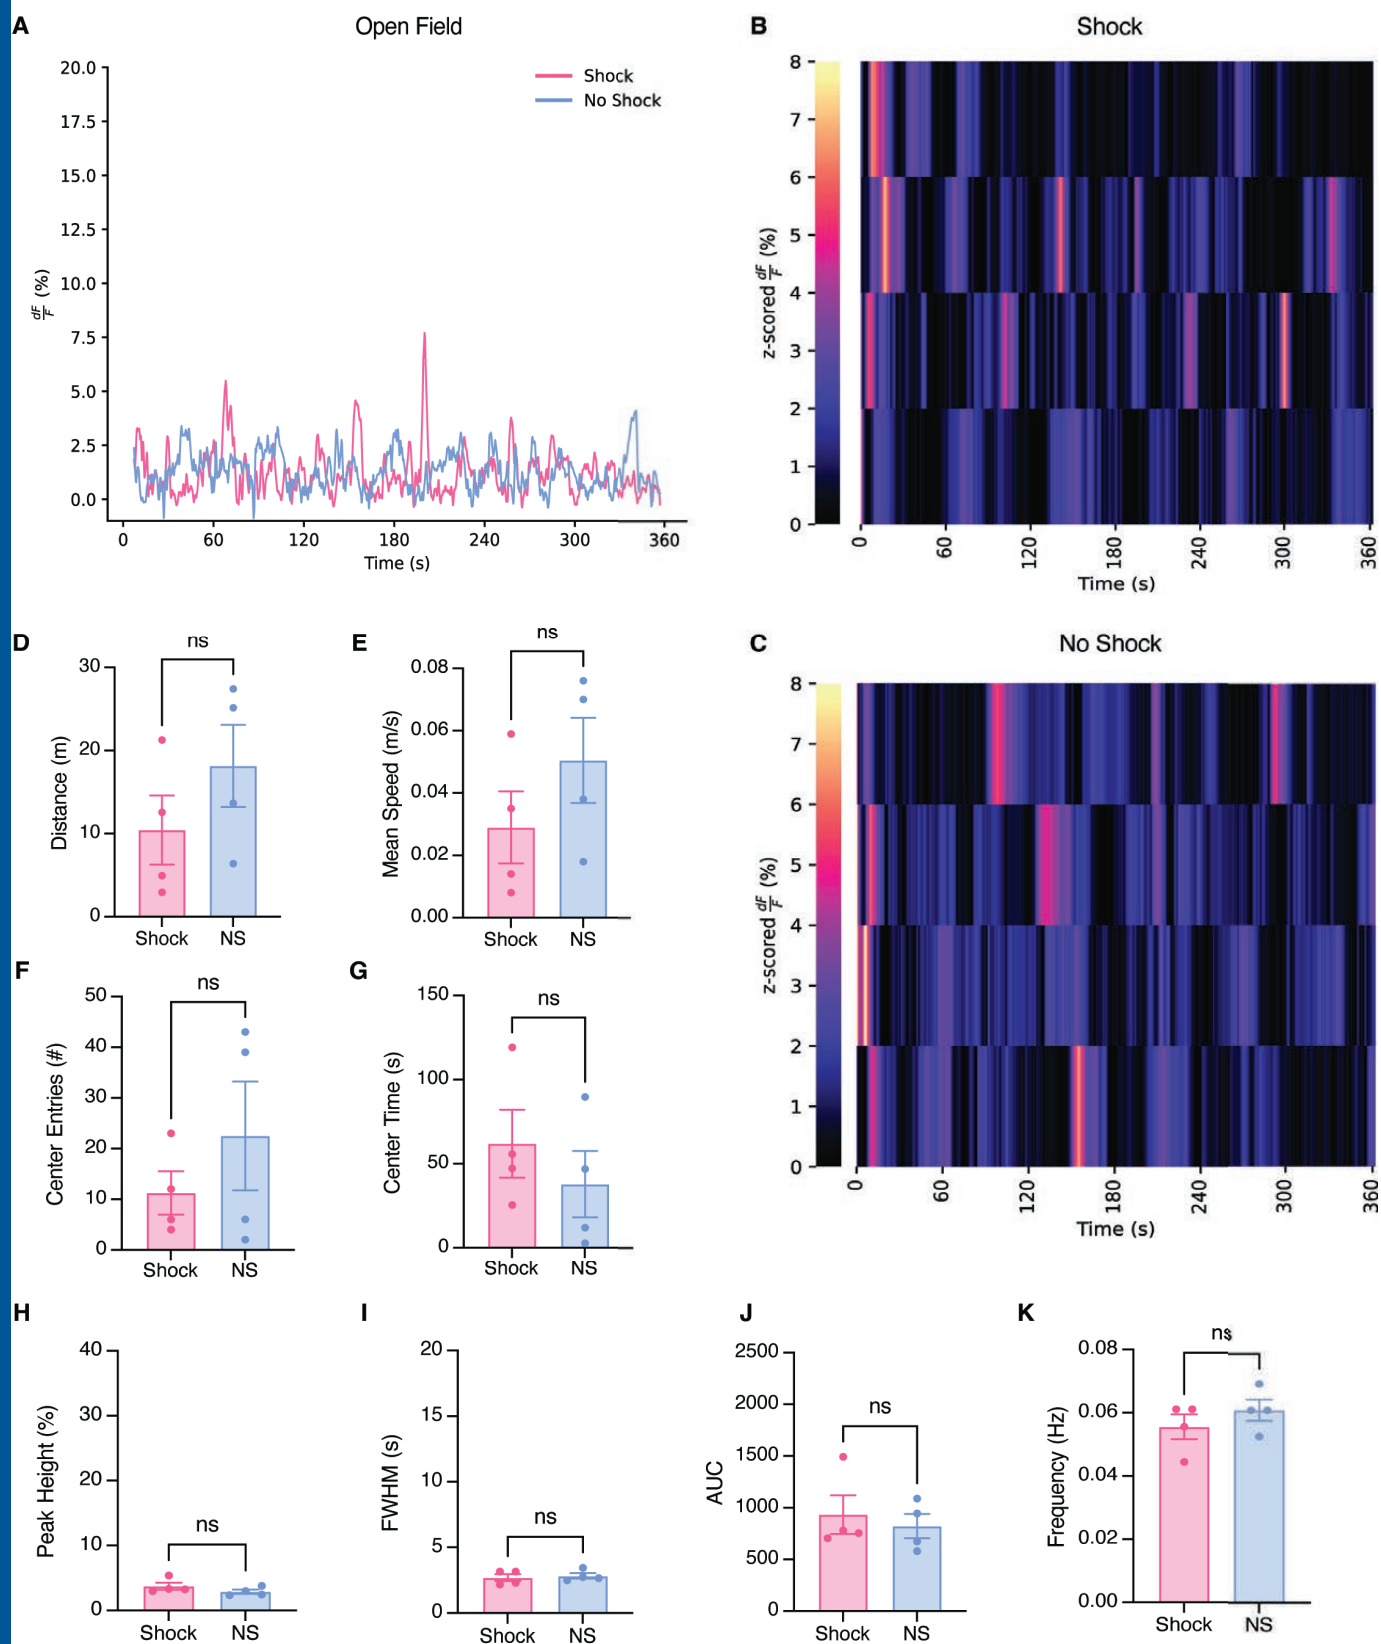 A
Open Field
20.0
17.5
15.0
12.5
10.0
7.5
5.0
2.5
0.0
dF/F (%)
Shock
No Shock
0 60 120 180 240 300 360
Time (s)
B
Shock
8
7
6
5
4
3
2
1
0
z-scored dF/F (%)
0 60 120 180 240 300 360
Time (s)
D
ns
30
20
10
0
Distance (m)
Shock NS
E
ns
0.08
0.06
0.04
0.02
0.00
Mean Speed (m/s)
Shock NS
C
No Shock
8
7
6
5
4
3
2
1
0
z-scored dF/F (%)
0 60 120 180 240 300 360
Time (s)
F
ns
50
40
30
20
10
0
Center Entries (#)
Shock NS
G
ns
150
100
50
0
Center Time (s)
Shock NS
H
40
30
20
10
0
Peak Height (%)
ns
Shock NS
I
20
15
10
5
0
FWHM (s)
ns
Shock NS
J
2500
2000
1500
1000
500
0
AUC
ns
Shock NS
K
ns
0.08
0.06
0.04
0.02
0.00
Frequency (Hz)
Shock NS